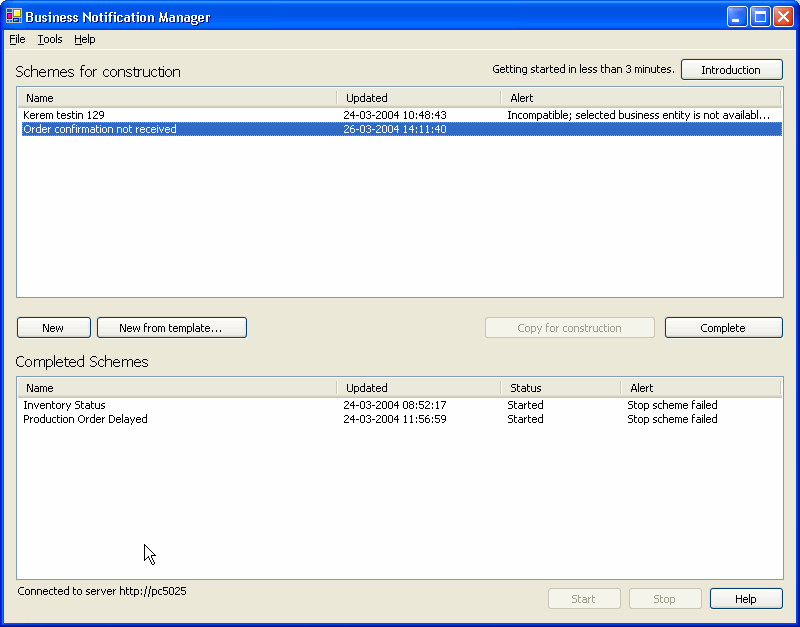 Business Notification Manager
File Tools Help
Schemes for construction
Getting started in less than 3 minutes. Introduction
Name Updated Alert
Kerem testin 129 24-03-2004 10:48:43 Incompatible; selected business entity is not availabl...
Order confirmation not received 26-03-2004 14:11:40
New New from template... Copy for construction Complete
Completed Schemes
Name Updated Status Alert
Inventory Status 24-03-2004 08:52:17 Started Stop scheme failed
Production Order Delayed 24-03-2004 11:56:59 Started Stop scheme failed
Connected to server http://pc5025
Start Stop Help